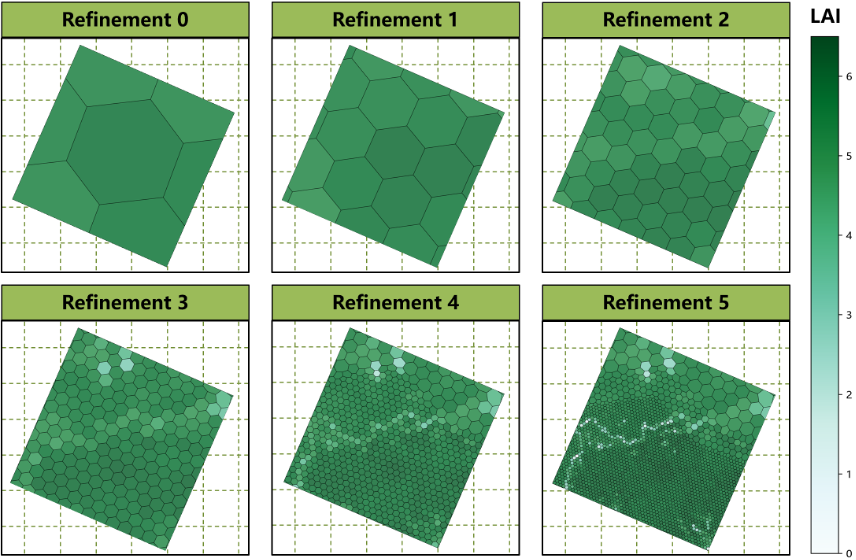 Refinement 0
Refinement 1
Refinement 2
LAI
6
5
4
3
2
1
0
Refinement 3
Refinement 4
Refinement 5